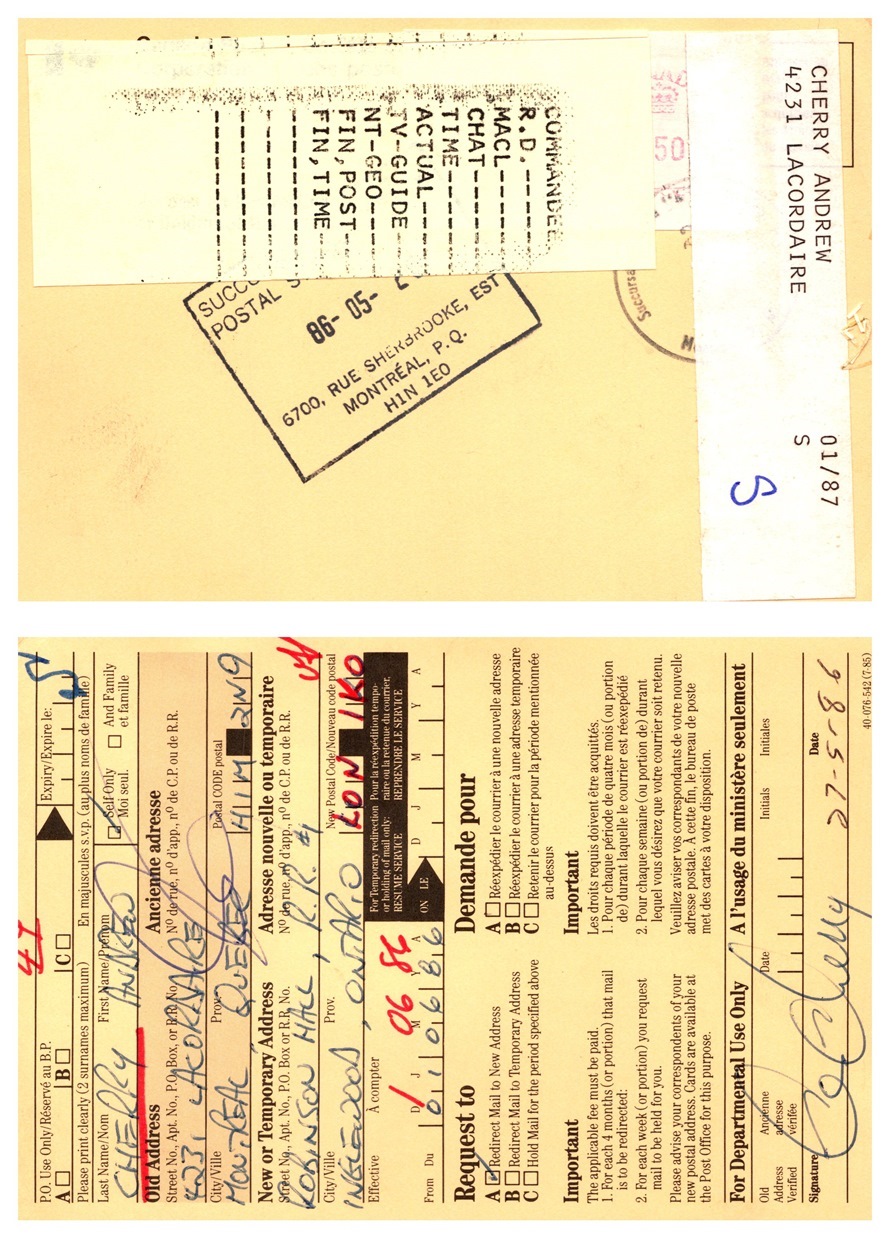 CHERRY ANDREW
4231 LACORDAIRE
01/87
S
S
COMMANDEE
R.D.------
MACL------
CHAT------
TIME------
ACTUAL----
TV-GUIDE--
NT-GEO----
FIN,POST--
FIN,TIME--
50
POSTAL S
86-05-2
6700, RUE SHERBROOKE, EST
MONTRÉAL, P.Q.
H1N 1E0
Succursa
P.O. Use Only/Réservé au B.P.
41
A B C
Expiry/Expire le:
Please print clearly (2 surnames maximum) En majuscules s.v.p. (au plus noms de famille)
Last Name/Nom First Name/Prénom
Self Only
Moi seul.
And Family
et famille
CHERRY ANDREW
Old Address Ancienne adresse
Street No., Apt. No., P.O. Box, or R.R. No. Nº de rue, nº d'app., nº de C.P. ou de R.R.
4231 LACORDAIRE
City/Ville Prov. Postal CODE postal
MONTREAL QUEBEC H1M 2N9
New or Temporary Address Adresse nouvelle ou temporaire
Street No., Apt. No., P.O. Box or R.R. No. Nº de rue, nº d'app., nº de C.P. ou de R.R.
ROBINSON HALL, R.R. #4
City/Ville Prov. New Postal Code/Nouveau code postal
INGLEWOOD, ONTARIO L0N 1K0
Effective À compter
For Temporary redirection or holding of mail only:
RESUME SERVICE
Pour la réexpédition temporaire ou la retenue du courrier,
REPRENDRE LE SERVICE
1 06 86
D J M Y A
From Du 01 06 86
ON LE
D J M Y A
Request to Demande pour
A Redirect Mail to New Address
B Redirect Mail to Temporary Address
C Hold Mail for the period specified above
A Réexpédier le courrier à une nouvelle adresse
B Réexpédier le courrier à une adresse temporaire
C Retenir le courrier pour la période mentionnée
au-dessus
Important
The applicable fee must be paid.
1. For each 4 months (or portion) that mail
is to be redirected:
2. For each week (or portion) you request
mail to be held for you.
Please advise your correspondents of your
new postal address. Cards are available at
the Post Office for this purpose.
Important
Les droits requis doivent être acquittés.
1. Pour chaque période de quatre mois (ou portion
de) durant laquelle le courrier est réexepédié
2. Pour chaque semaine (ou portion de) durant
lequel vous désirez que votre courrier soit retenu.
Veuillez aviser vos correspondants de votre nouvelle
adresse postale. À cette fin, le bureau de poste
met des cartes à votre disposition.
For Departmental Use Only A l'usage du ministère seulement
Old
Address
Verified
Ancienne
adresse
vérifiée
Date
Initials Initiales
Signature
Date
27-5-86
40-076-542 (7-85)